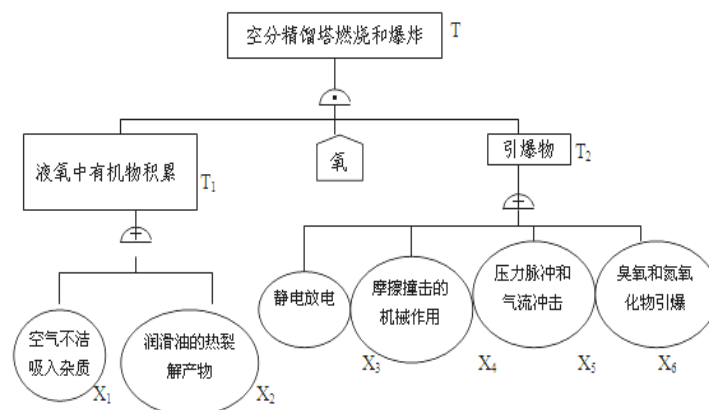 空分精馏塔燃烧和爆炸
T
液氧中有机物积累
T1
氧
引爆物
T2
空气不洁
吸入杂质
X1
润滑油的热裂
解产物
X2
静电放电
X3
摩擦撞击的
机械作用
X4
压力脉冲和
气流冲击
X5
臭氧和氮氧
化物引爆
X6